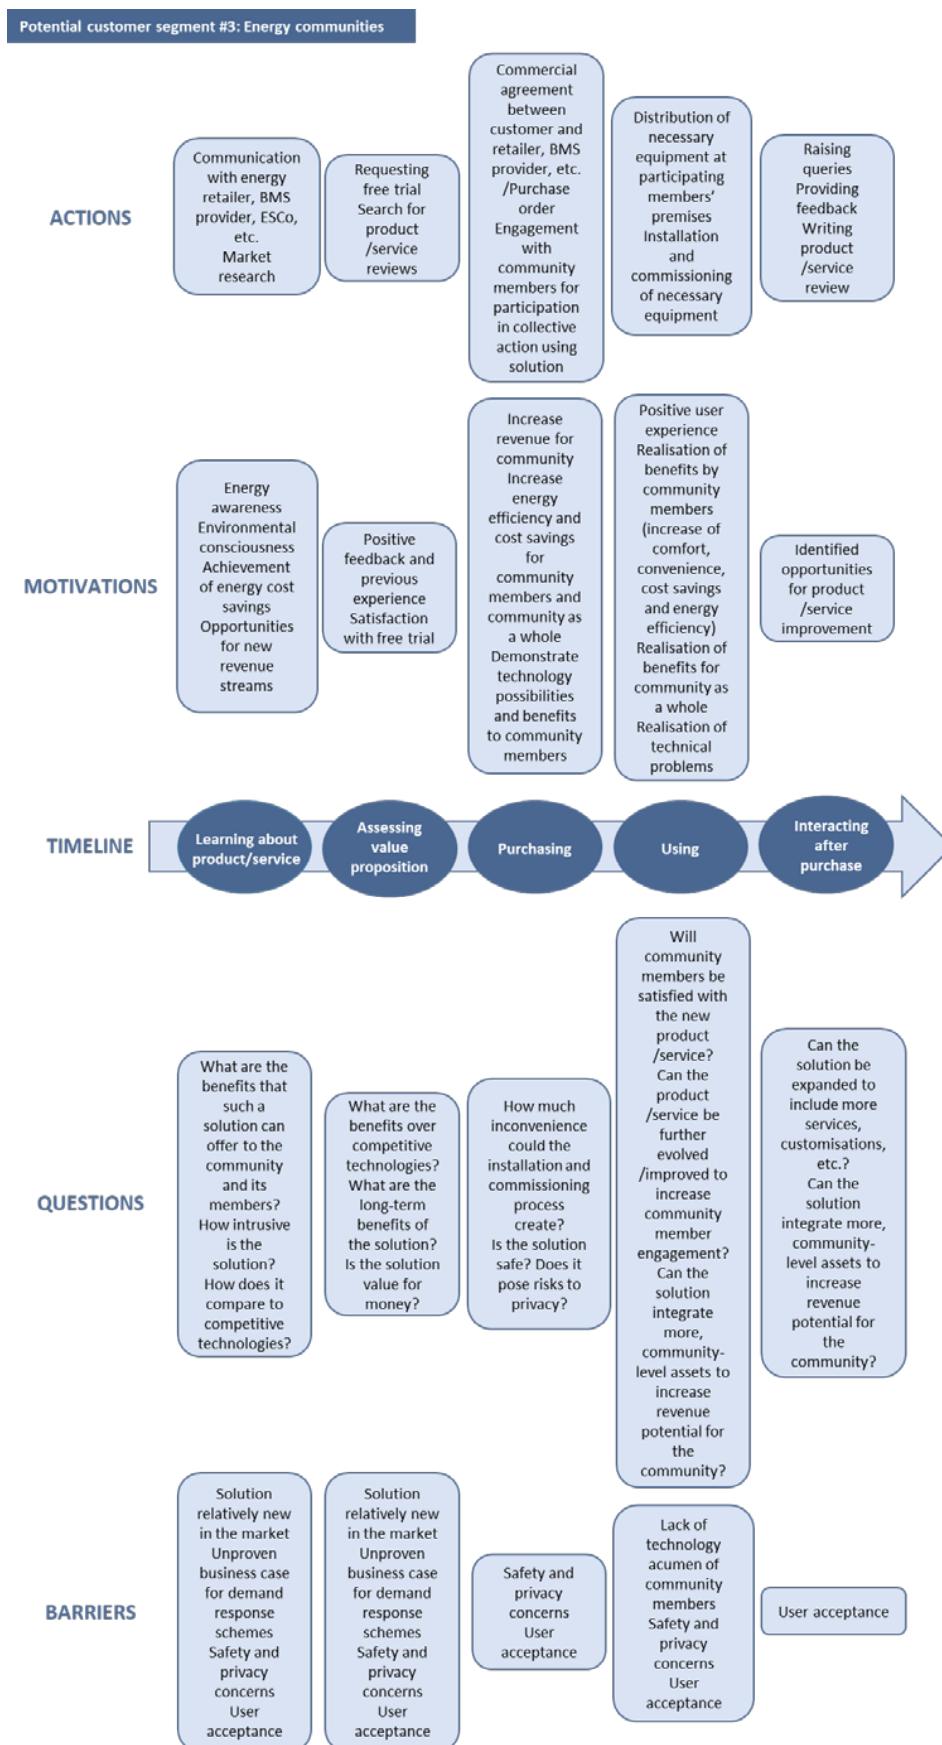 Potential customer segment #3: Energy communities
ACTIONS
Communication
with energy
retailer, BMS
provider, ESCo,
etc.
Market
research
Requesting
free trial
Search for
product
/service
reviews
Commercial
agreement
between
customer and
retailer, BMS
provider, etc.
/Purchase
order
Engagement
with
community
members for
participation
in collective
action using
solution
Distribution of
necessary
equipment at
participating
members'
premises
Installation
and
commissioning
of necessary
equipment
Raising
queries
Providing
feedback
Writing
product
/service
review
MOTIVATIONS
Energy
awareness
Environmental
consciousness
Achievement
of energy cost
savings
Opportunities
for new
revenue
streams
Positive
feedback and
previous
experience
Satisfaction
with free trial
Increase
revenue for
community
Increase
energy
efficiency and
cost savings
for
community
members and
community as
a whole
Demonstrate
technology
possibilities
and benefits
to community
members
Positive user
experience
Realisation of
benefits by
community
members
(increase of
comfort,
convenience,
cost savings
and energy
efficiency)
Realisation of
benefits for
community as
a whole
Realisation of
technical
problems
Identified
opportunities
for product
/service
improvement
TIMELINE
Learning about
product/service
Assessing
value
proposition
Purchasing
Using
Interacting
after
purchase
QUESTIONS
What are the
benefits that
such a
solution can
offer to the
community
and its
members?
How intrusive
is the
solution?
How does it
compare to
competitive
technologies?
What are the
benefits over
competitive
technologies?
What are the
long-term
benefits of
the solution?
Is the solution
value for
money?
How much
inconvenience
could the
installation and
commissioning
process
create?
Is the solution
safe? Does it
pose risks to
privacy?
Will
community
members be
satisfied with
the new
product
/service?
Can the
product
/service be
further
evolved
/improved to
increase
community
member
engagement?
Can the
solution
integrate
more,
community-
level assets to
increase
revenue
potential for
the
community?
Can the
solution be
expanded to
include more
services,
customisations,
etc.?
Can the
solution
integrate more,
community-
level assets to
increase
revenue
potential for
the
community?
BARRIERS
Solution
relatively new
in the market
Unproven
business case
for demand
response
schemes
Safety and
privacy
concerns
User
acceptance
Solution
relatively new
in the market
Unproven
business case
for demand
response
schemes
Safety and
privacy
concerns
User
acceptance
Safety and
privacy
concerns
User
acceptance
Lack of
technology
acumen of
community
members
Safety and
privacy
concerns
User
acceptance
User acceptance